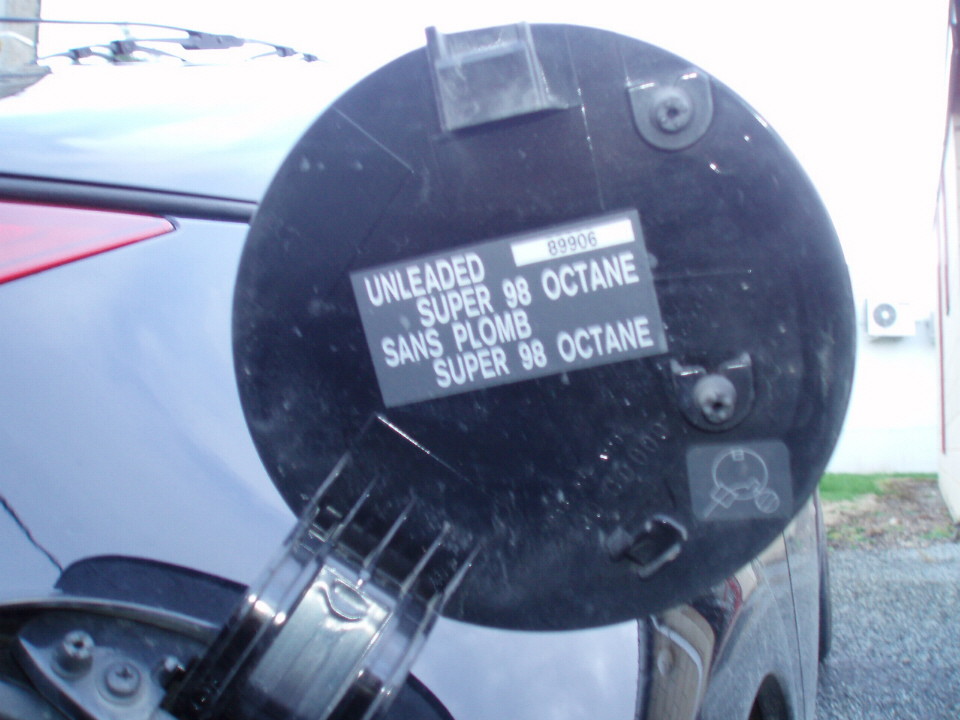 89906
UNLEADED
SUPER 98 OCTANE
SANS PLOMB
SUPER 98 OCTANE